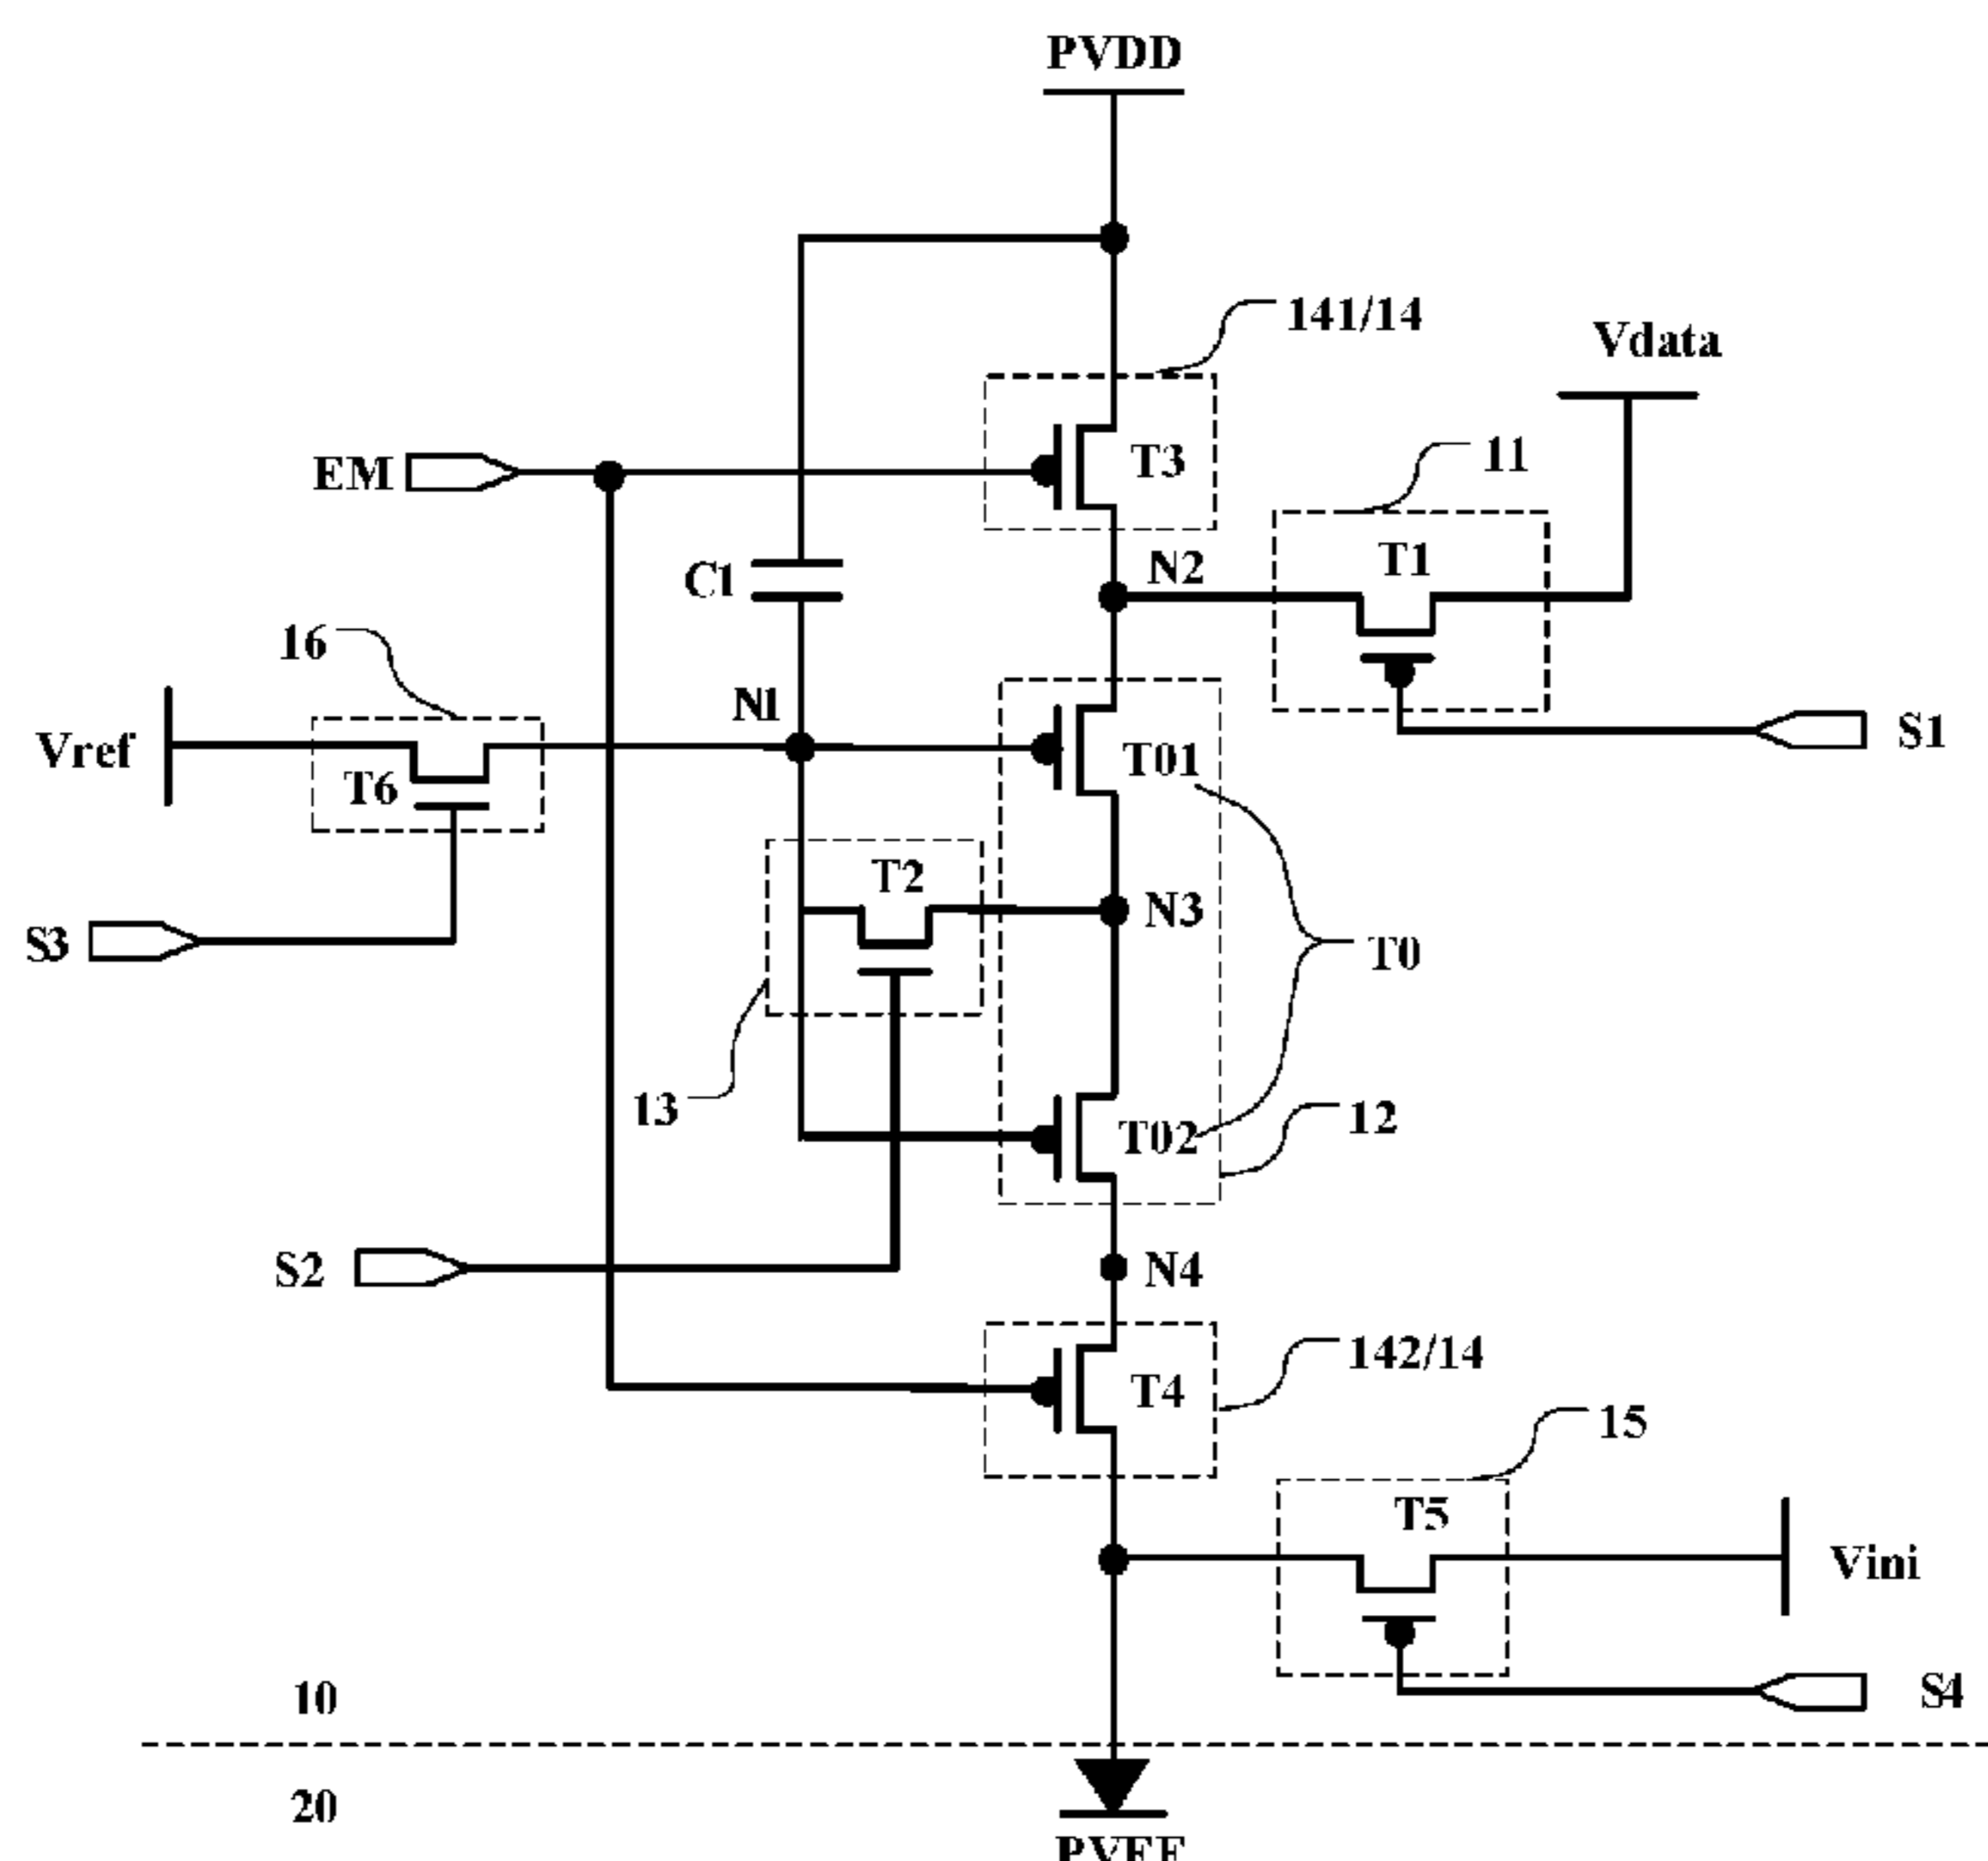 PVDD
141/14
Vdata
EM
T3
11
T1
N2
C1
16
N1
Vref
T6
T01
S1
T2
N3
S3
T0
13
T02
12
S2
N4
142/14
T4
15
T5
Vini
10
S4
20
PVEE